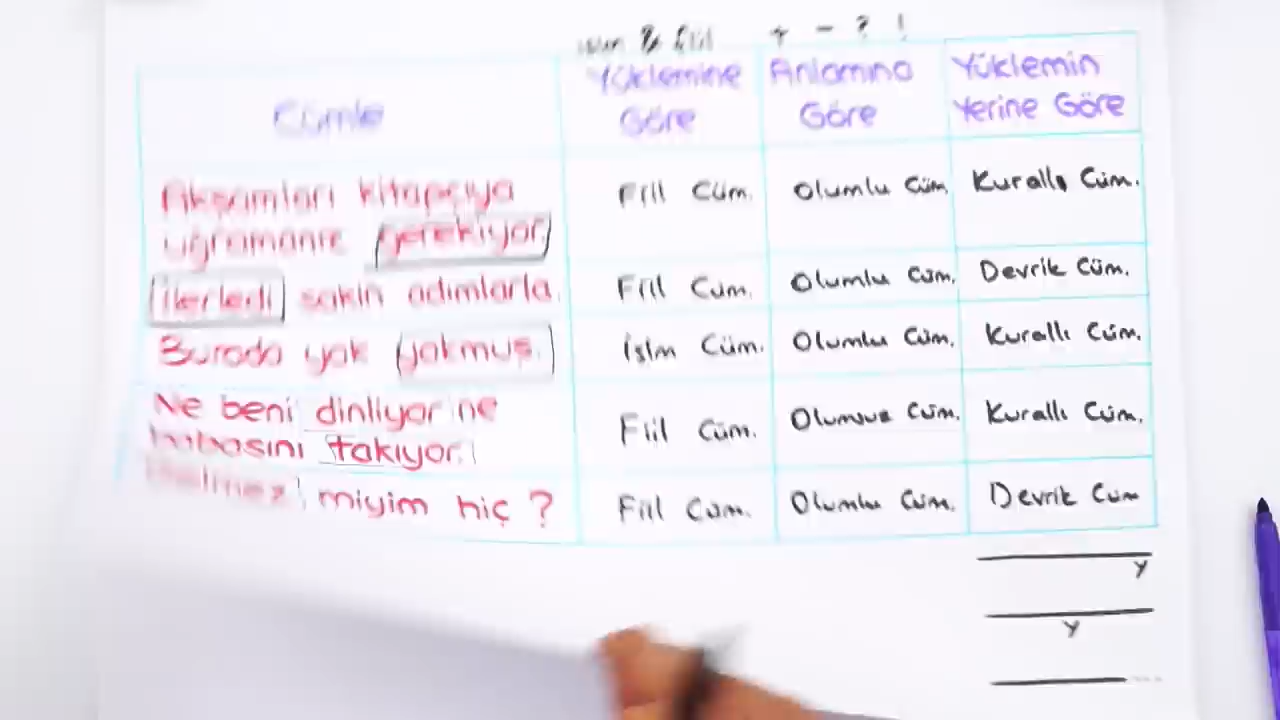 isim & fiil + - ? !
Cümle
Yüklemine
Göre
Anlamına
Göre
Yüklemin
Yerine Göre
Akşamları kitapçıya
uğramanız gerekiyor.
Fiil Cüm.
Olumlu Cüm
Kurallı Cüm.
İlerledi sakin adımlarla.
Fiil Cum.
Olumlu Cüm.
Devrik Cüm.
Burada yok yokmuş.
İsim Cüm.
Olumlu Cüm.
Kurallı Cüm.
Ne beni dinliyor ne
babasını takıyor.
Fiil Cüm.
Olumsuz Cüm.
Kurallı Cüm.
miyim hiç ?
Fiil Cüm.
Olumlu Cüm.
Devrik Cüm
y
y